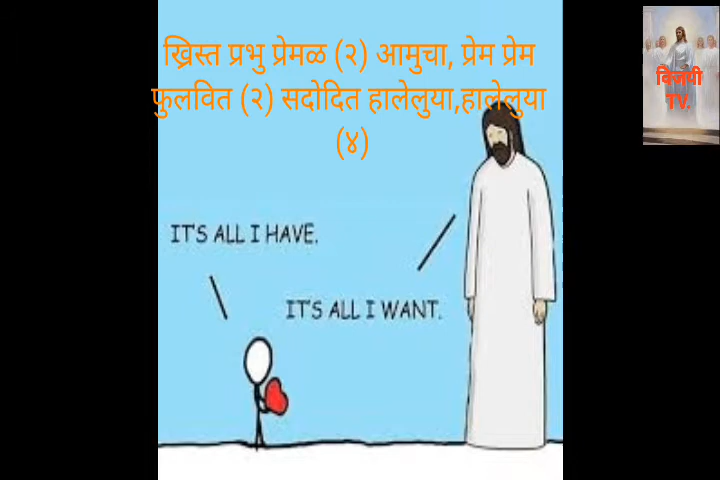 ख्रिस्त प्रभु प्रेमळ (२) आमुचा, प्रेम प्रेम
फुलवित (२) सदोदित हालेलुया,हालेलुया
(४)
विजयी
TV.
IT'S ALL I HAVE.
IT'S ALL I WANT.